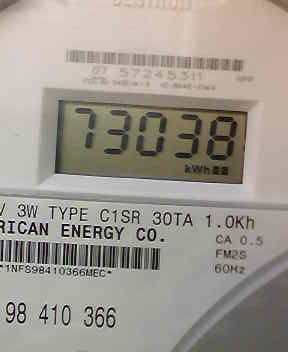 07 57245311
73038
kWh
V 3W TYPE C1SR 30TA 1.0Kh
RICAN ENERGY CO.
CA 0.5
FM2S
60Hz
*1NFS98410366MEC*
98 410 366